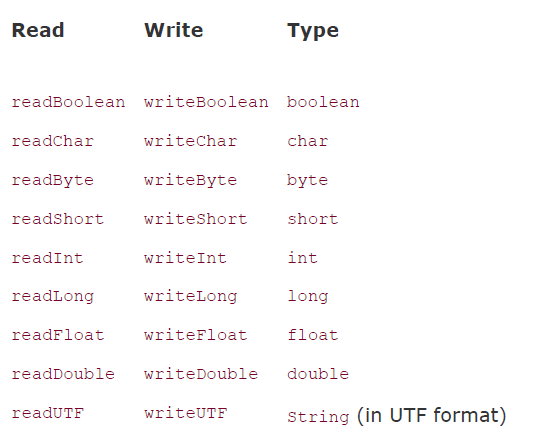 Read Write Type
readBoolean writeBoolean boolean
readChar writeChar char
readByte writeByte byte
readShort writeShort short
readInt writeInt int
readLong writeLong long
readFloat writeFloat float
readDouble writeDouble double
readUTF writeUTF String (in UTF format)